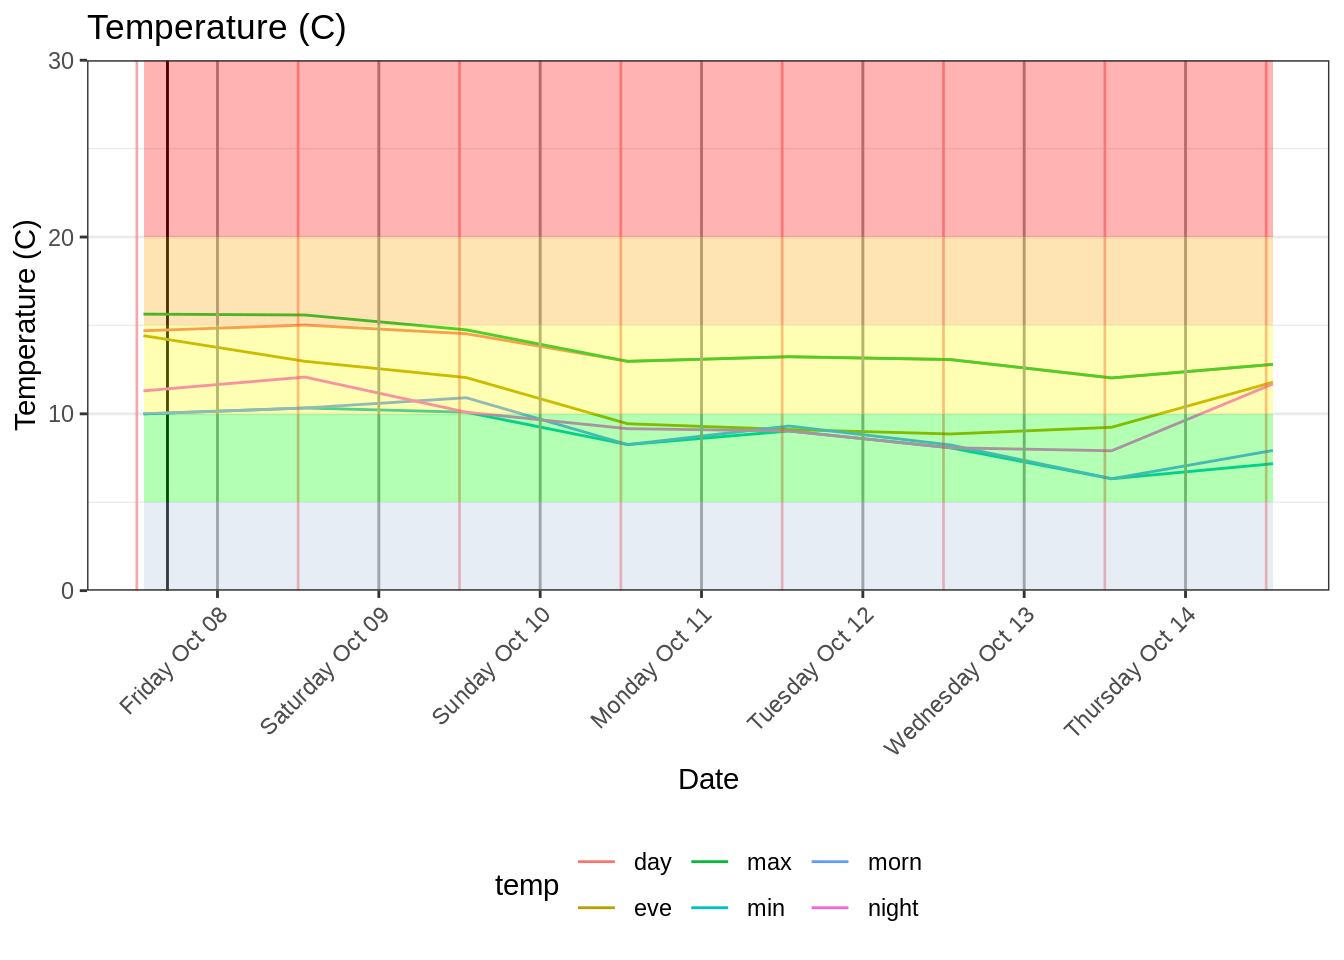 Temperature (C)
Temperature (C)
30
20
10
0
Friday Oct 08
Saturday Oct 09
Sunday Oct 10
Monday Oct 11
Tuesday Oct 12
Wednesday Oct 13
Thursday Oct 14
Date
temp
day
max
morn
eve
min
night